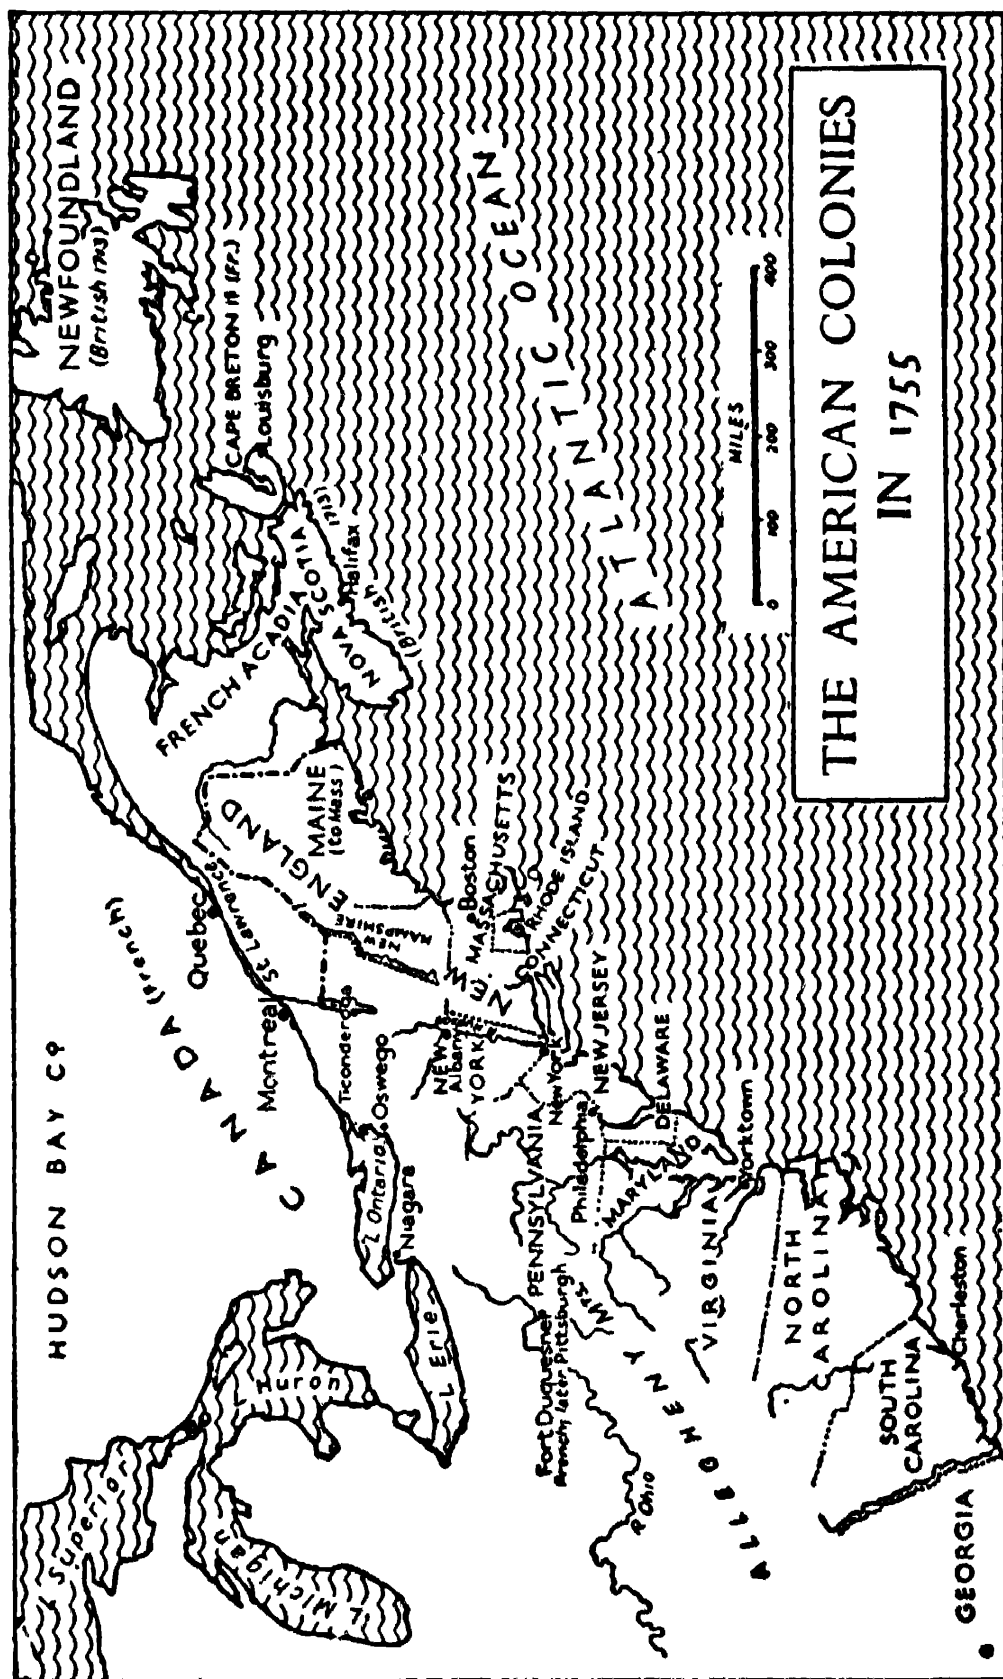 THE AMERICAN COLONIES
IN 1755
MILES
0 100 200 300 400
HUDSON BAY Cº
NEWFOUNDLAND
(British 1713)
CANADA (French)
CAPE BRETON Iˢ (Fr.)
Louisburg
FRENCH ACADIA
NOVA SCOTIA
(British 1713)
Halifax
ATLANTIC OCEAN
Quebec
St Lawrence
Montreal
NEW ENGLAND
MAINE
(to Mass)
NEW
HAMPSHIRE
Boston
MASSACHUSETTS
RHODE ISLAND
CONNECTICUT
Ticonderoga
Oswego
NEW
Albany
YORK
New York
NEW JERSEY
L Superior
L Michigan
L Huron
L Erie
L Ontario
Niagara
PENNSYLVANIA
Philadelphia
DELAWARE
MARYLAND
Fort Duquesne
French, later Pittsburgh
R Ohio
ALLEGHENY Mᵗˢ
VIRGINIA
Yorktown
NORTH
CAROLINA
SOUTH
CAROLINA
Charleston
GEORGIA